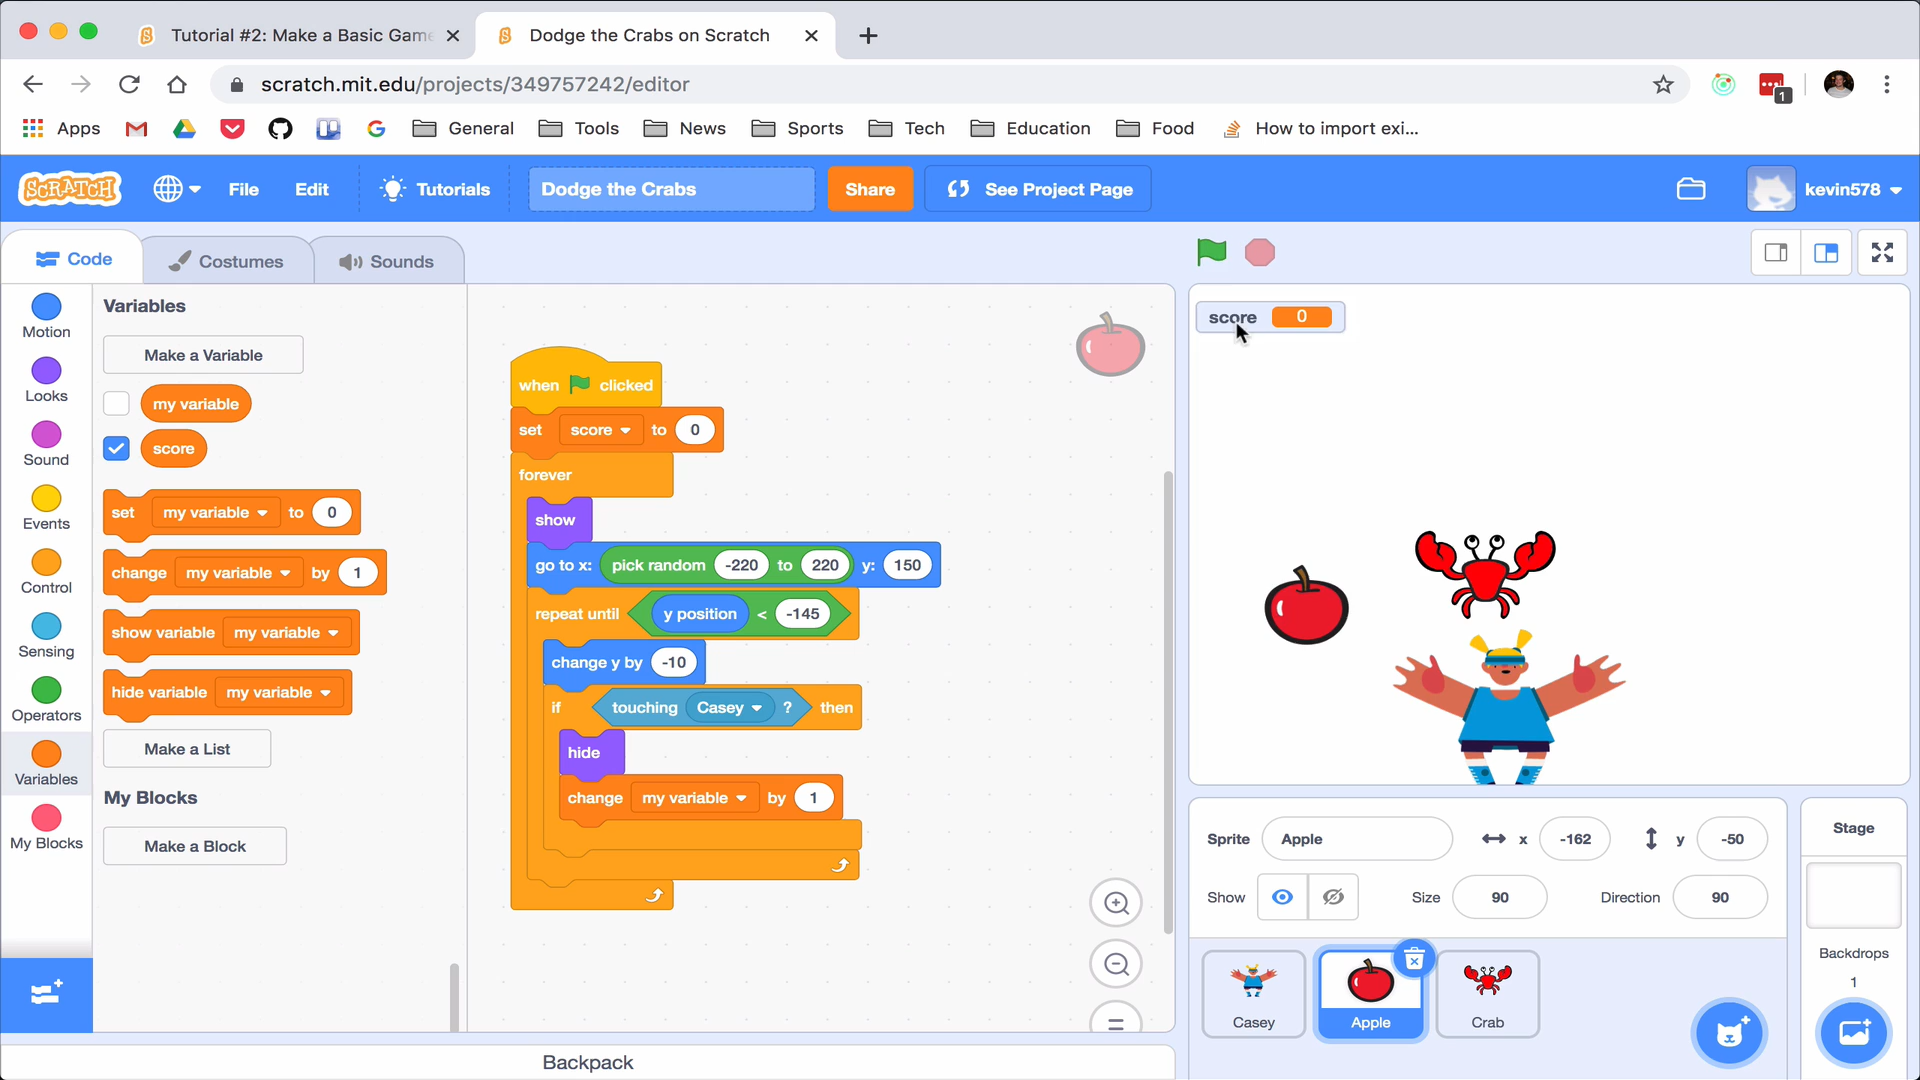 Tutorial #2: Make a Basic Game
Dodge the Crabs on Scratch
scratch.mit.edu/projects/349757242/editor
1
Apps
General
Tools
News
Sports
Tech
Education
Food
How to import exi...
SCRATCH
File
Edit
Tutorials
Dodge the Crabs
Share
See Project Page
kevin578
Code
Costumes
Sounds
Motion
Looks
Sound
Events
Control
Sensing
Operators
Variables
My Blocks
Variables
Make a Variable
my variable
score
set my variable to 0
change my variable by 1
show variable my variable
hide variable my variable
Make a List
My Blocks
Make a Block
when clicked
set score to 0
forever
show
go to x: pick random -220 to 220 y: 150
repeat until y position < -145
change y by -10
if touching Casey ? then
hide
change my variable by 1
Backpack
score 0
Sprite Apple x -162 y -50
Show Size 90 Direction 90
Casey
Apple
Crab
Stage
Backdrops
1